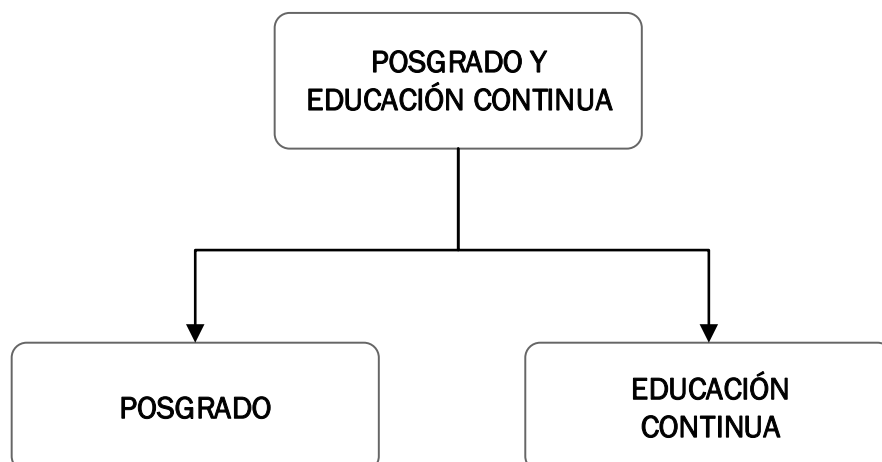 POSGRADO Y
EDUCACIÓN CONTINUA
POSGRADO
EDUCACIÓN
CONTINUA